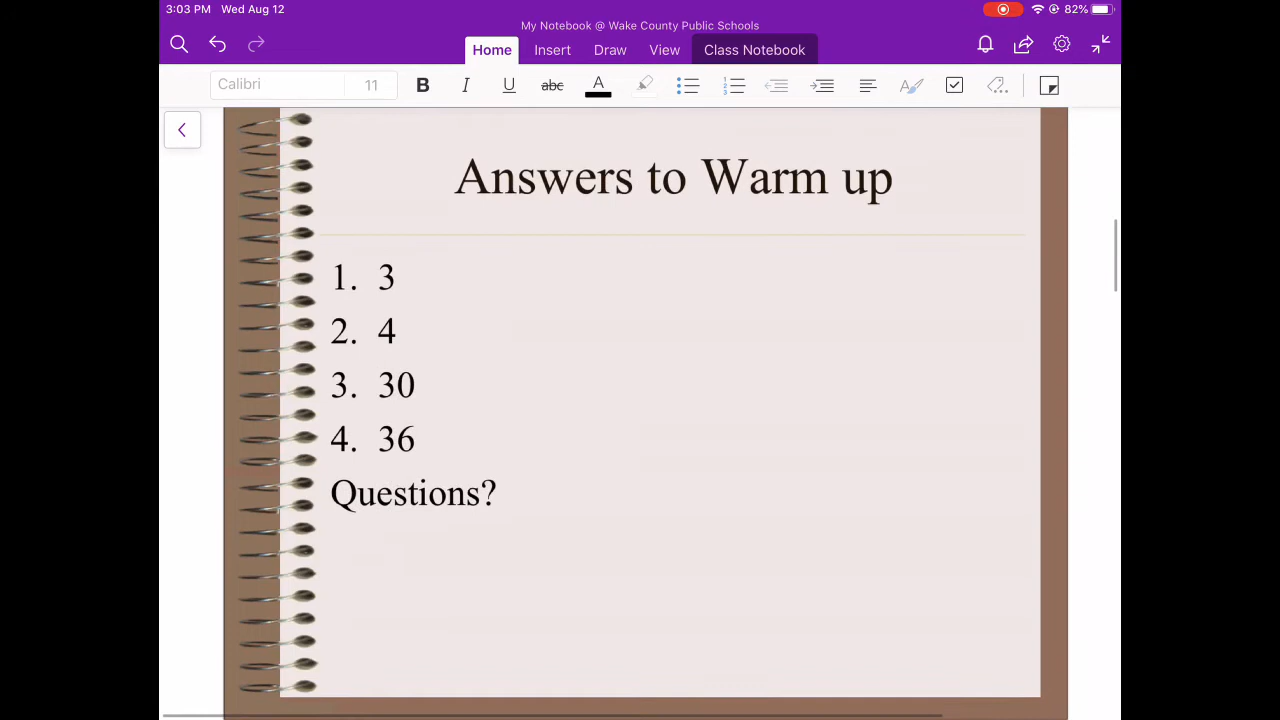 3:03 PM Wed Aug 12
82%
My Notebook @ Wake County Public Schools
Home Insert Draw View Class Notebook
Calibri 11 B I U abc A
Answers to Warm up
1. 3
2. 4
3. 30
4. 36
Questions?